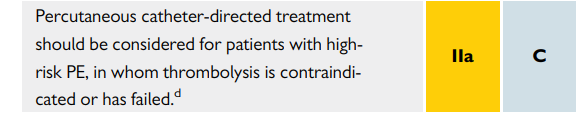 Percutaneous catheter-directed treatment
should be considered for patients with high-
risk PE, in whom thrombolysis is contraindi-
cated or has failed.d
IIa
C